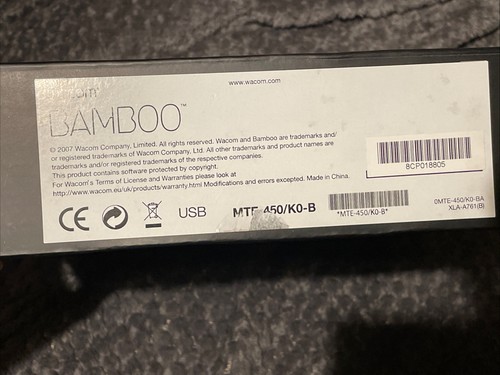 www.wacom.com
BAMBOO™
© 2007 Wacom Company, Limited. All rights reserved. Wacom and Bamboo are trademarks and/
or registered trademarks of Wacom Company, Ltd. All other trademarks and product names are
trademarks and/or registered trademarks of the respective companies.
This product contains software protected by copyright.
For Wacom's Terms of License and Warranties please look at
http://www.wacom.eu/uk/products/warranty.html Modifications and errors excepted. Made in China.
8CP018805
CE USB MTE-450/K0-B
*MTE-450/K0-B*
0MTE-450/K0-BA
XLA-A761(B)